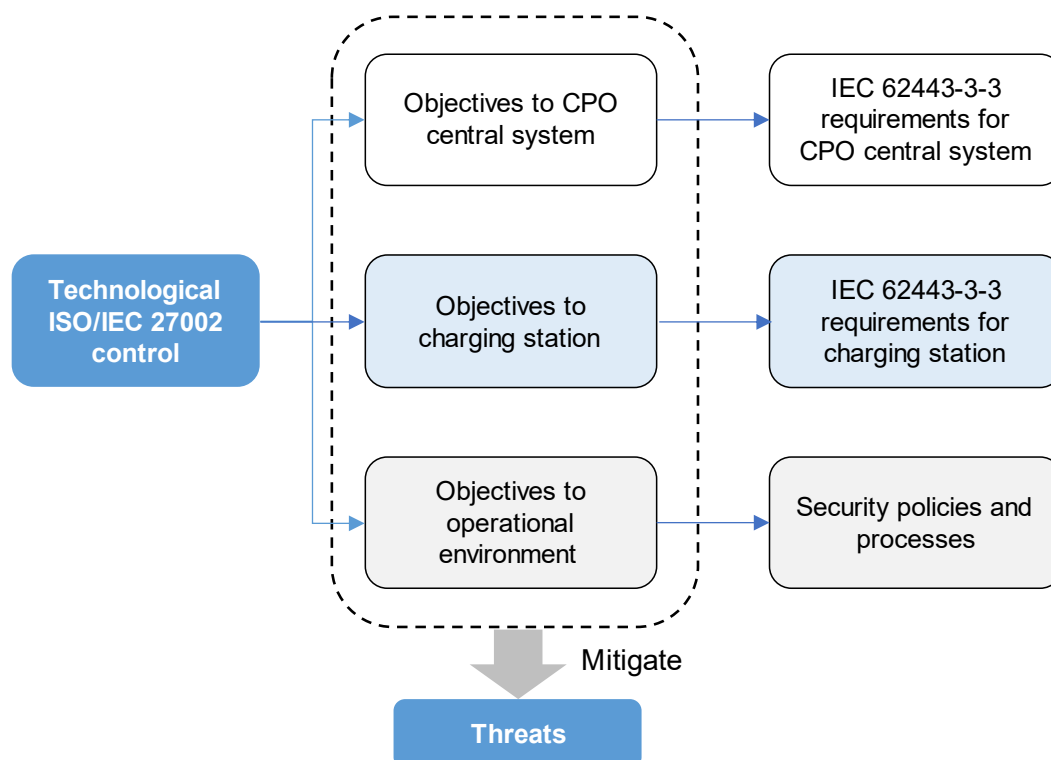 Objectives to CPO
central system
IEC 62443-3-3
requirements for
CPO central system
Technological
ISO/IEC 27002
control
Objectives to
charging station
IEC 62443-3-3
requirements for
charging station
Objectives to
operational
environment
Security policies and
processes
Mitigate
Threats